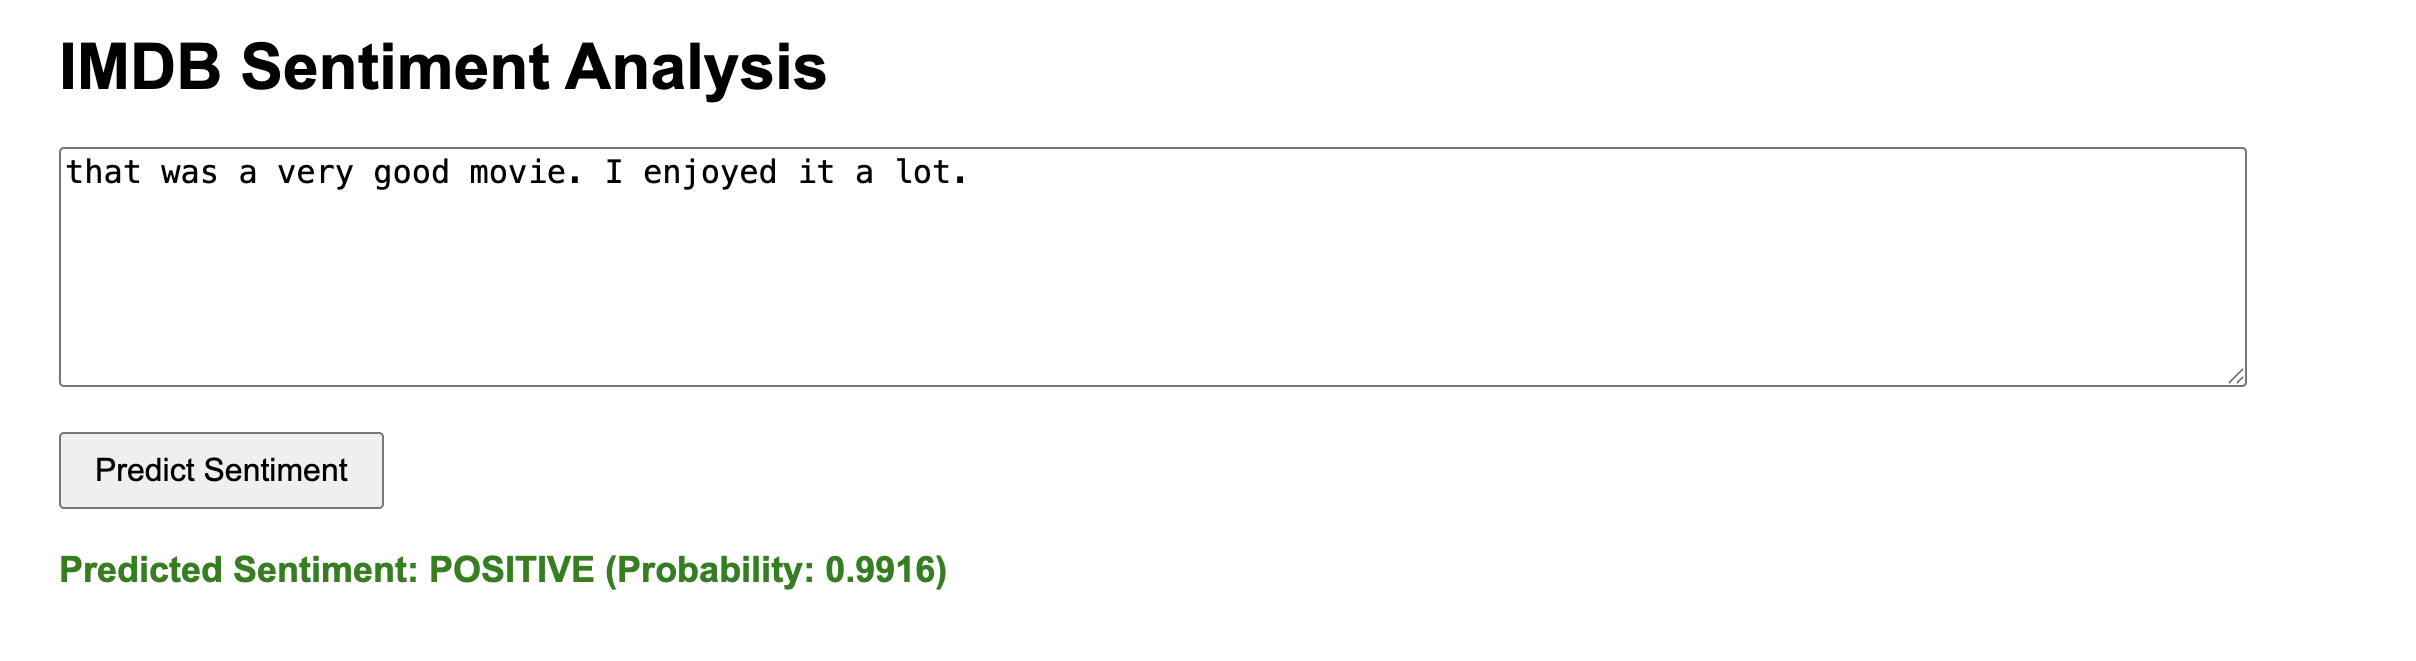 IMDB Sentiment Analysis
that was a very good movie. I enjoyed it a lot.
Predict Sentiment
Predicted Sentiment: POSITIVE (Probability: 0.9916)